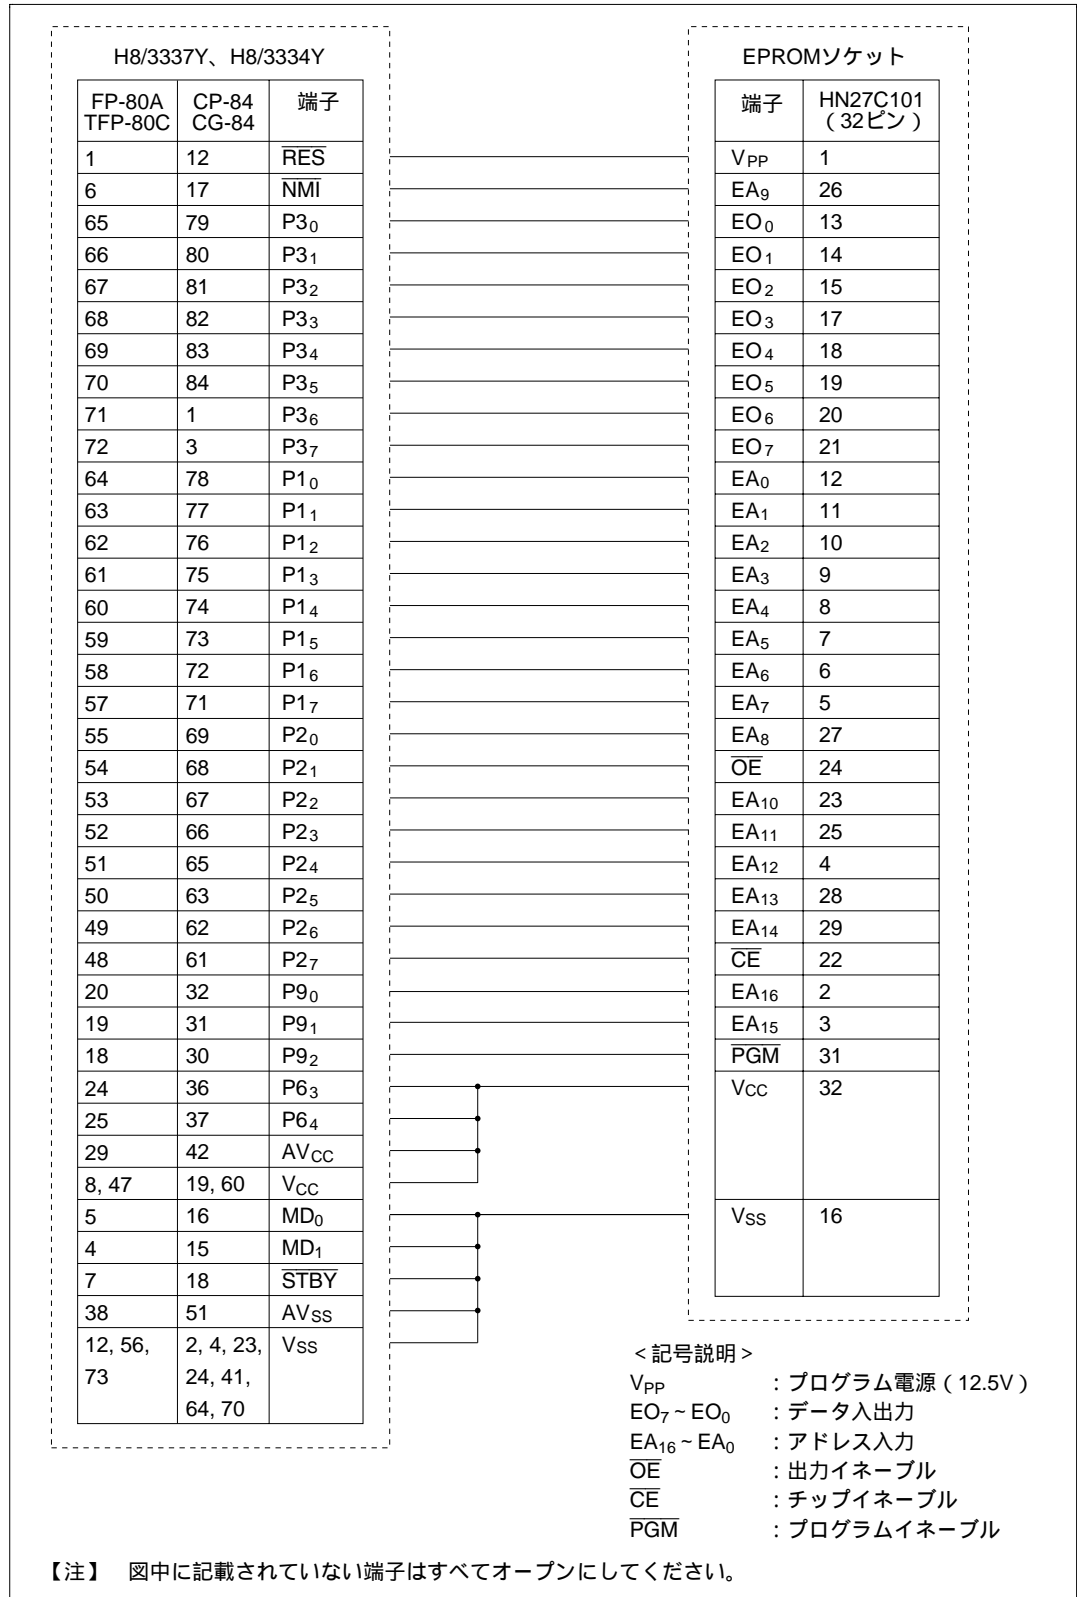 H8/3337Y、H8/3334Y EPROMソケット
FP-80A CP-84 端子 端子 HN27C101
TFP-80C CG-84 (32ピン)
1 12 RES VPP 1
6 17 NMI EA9 26
65 79 P30 EO0 13
66 80 P31 EO1 14
67 81 P32 EO2 15
68 82 P33 EO3 17
69 83 P34 EO4 18
70 84 P35 EO5 19
71 1 P36 EO6 20
72 3 P37 EO7 21
64 78 P10 EA0 12
63 77 P11 EA1 11
62 76 P12 EA2 10
61 75 P13 EA3 9
60 74 P14 EA4 8
59 73 P15 EA5 7
58 72 P16 EA6 6
57 71 P17 EA7 5
55 69 P20 EA8 27
54 68 P21 OE 24
53 67 P22 EA10 23
52 66 P23 EA11 25
51 65 P24 EA12 4
50 63 P25 EA13 28
49 62 P26 EA14 29
48 61 P27 CE 22
20 32 P90 EA16 2
19 31 P91 EA15 3
18 30 P92 PGM 31
24 36 P63 VCC 32
25 37 P64
29 42 AVCC
8, 47 19, 60 VCC
5 16 MD0 VSS 16
4 15 MD1
7 18 STBY
38 51 AVSS
12, 56, 2, 4, 23, VSS
73 24, 41,
64, 70
<記号説明>
VPP :プログラム電源(12.5V)
EO7~EO0 :データ入出力
EA16~EA0 :アドレス入力
OE :出力イネーブル
CE :チップイネーブル
PGM :プログラムイネーブル
【注】 図中に記載されていない端子はすべてオープンにしてください。